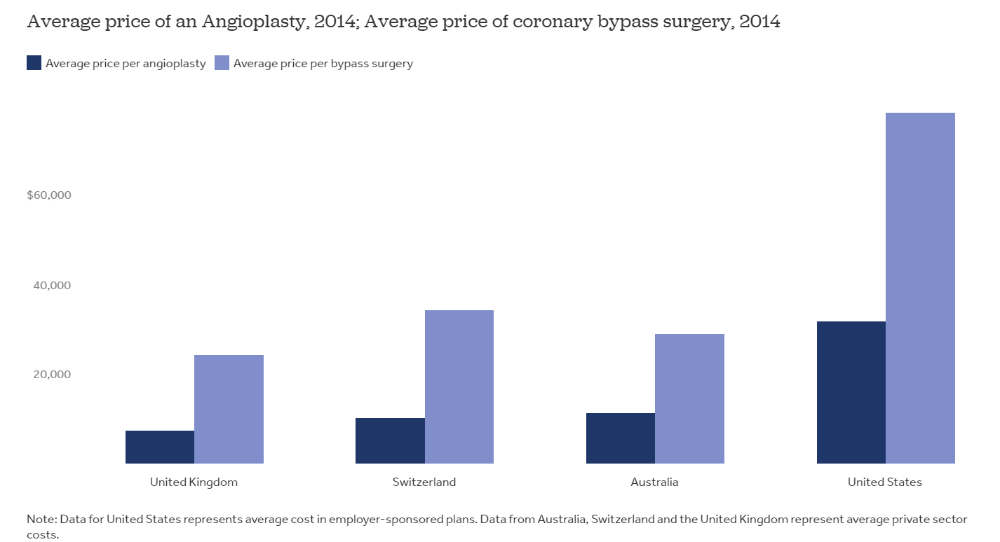 Average price of an Angioplasty, 2014; Average price of coronary bypass surgery, 2014
Average price per angioplasty Average price per bypass surgery
$60,000
40,000
20,000
United Kingdom Switzerland Australia United States
Note: Data for United States represents average cost in employer-sponsored plans. Data from Australia, Switzerland and the United Kingdom represent average private sector
costs.